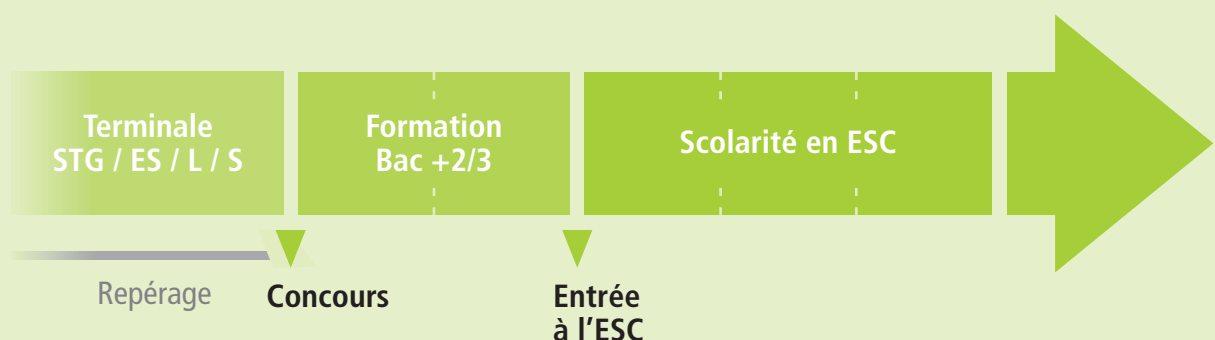 Terminale
STG / ES / L / S
Formation
Bac +2/3
Scolarité en ESC
Repérage
Concours
Entrée
à l'ESC